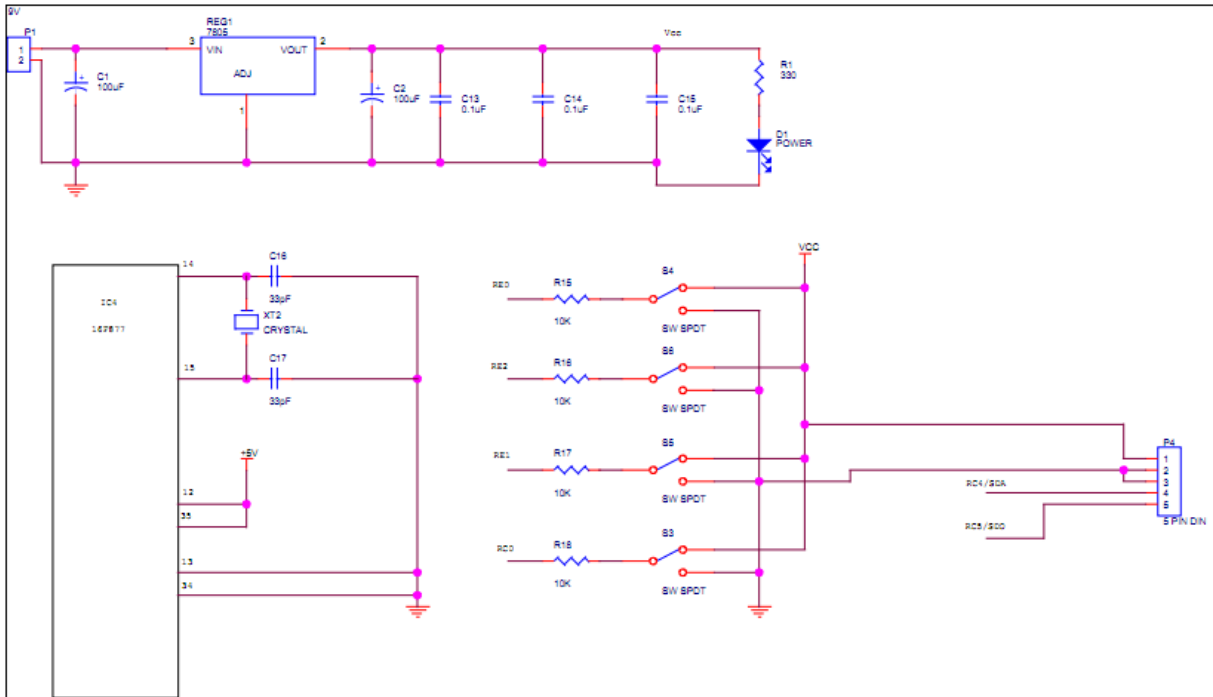 9V
P1
1
2
C1
100uF
REG1
7805
3
VIN
VOUT
2
ADJ
1
C2
100uF
C13
0.1uF
C14
0.1uF
C15
0.1uF
Vcc
R1
330
D1
POWER
IC4
16F877
14
C16
33pF
XT2
CRYSTAL
15
C17
33pF
+5V
12
35
13
34
VCC
RE0
R15
10K
S4
SW SPDT
RE2
R16
10K
S6
SW SPDT
RE1
R17
10K
S5
SW SPDT
RC0
R18
10K
S3
SW SPDT
P4
1
2
3
4
5
5 PIN DIN
RC4/SDA